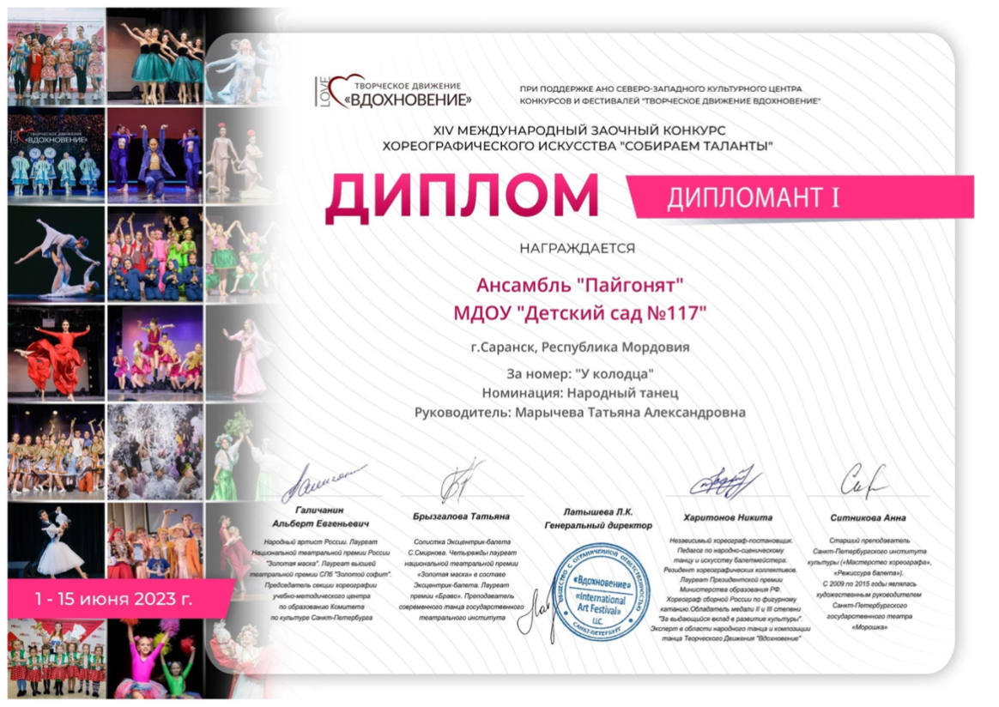 LOVE
ТВОРЧЕСКОЕ ДВИЖЕНИЕ
«ВДОХНОВЕНИЕ»
ПРИ ПОДДЕРЖКЕ АНО СЕВЕРО-ЗАПАДНОГО КУЛЬТУРНОГО ЦЕНТРА
КОНКУРСОВ И ФЕСТИВАЛЕЙ "ТВОРЧЕСКОЕ ДВИЖЕНИЕ ВДОХНОВЕНИЕ"
XIV МЕЖДУНАРОДНЫЙ ЗАОЧНЫЙ КОНКУРС
ХОРЕОГРАФИЧЕСКОГО ИСКУССТВА "СОБИРАЕМ ТАЛАНТЫ"
ДИПЛОМ
ДИПЛОМАНТ I
НАГРАЖДАЕТСЯ
Ансамбль "Пайгонят"
МДОУ "Детский сад №117"
г.Саранск, Республика Мордовия
За номер: "У колодца"
Номинация: Народный танец
Руководитель: Марычева Татьяна Александровна
Галичанин
Альберт Евгеньевич
Народный артист России. Лауреат
Национальной театральной премии России
"Золотая маска". Лауреат высшей
театральной премии СПб "Золотой софит".
Председатель секции хореографии
учебно-методического центра
по образованию Комитета
по культуре Санкт-Петербурга
Брызгалова Татьяна
Солистка Эксцентрик-балета
С.Смирнова. Четырежды лауреат
национальной театральной премии
«Золотая маска» в составе
Эксцентрик-балета. Лауреат
премии «Браво». Преподаватель
современного танца государственного
театрального института
Латышева Л.К.
Генеральный директор
ОБЩЕСТВО С ОГРАНИЧЕННОЙ ОТВЕТСТВЕННОСТЬЮ
«Вдохновение»
«International
Art Festival»
LLC.
САНКТ-ПЕТЕРБУРГ
Харитонов Никита
Независимый хореограф-постановщик.
Педагог по народно-сценическому
танцу и искусству балетмейстера.
Резидент хореографических коллективов.
Лауреат Президентской премии
Министерства образования РФ.
Хореограф сборной России по фигурному
катанию.Обладатель медали II и III степени
"За выдающийся вклад в развитие культуры".
Эксперт в области народного танца и композиции
танца Творческого Движения "Вдохновение"
Ситникова Анна
Старший преподаватель
Санкт-Петербургского института
культуры («Мастерство хореографа»,
«Режиссура балета»).
С 2009 по 2015 годы являлась
художественным руководителем
Санкт-Петербургского
государственного театра
«Морошка»
1 - 15 июня 2023 г.
ТВОРЧЕСКОЕ ДВИЖЕНИЕ
«ВДОХНОВЕНИЕ»